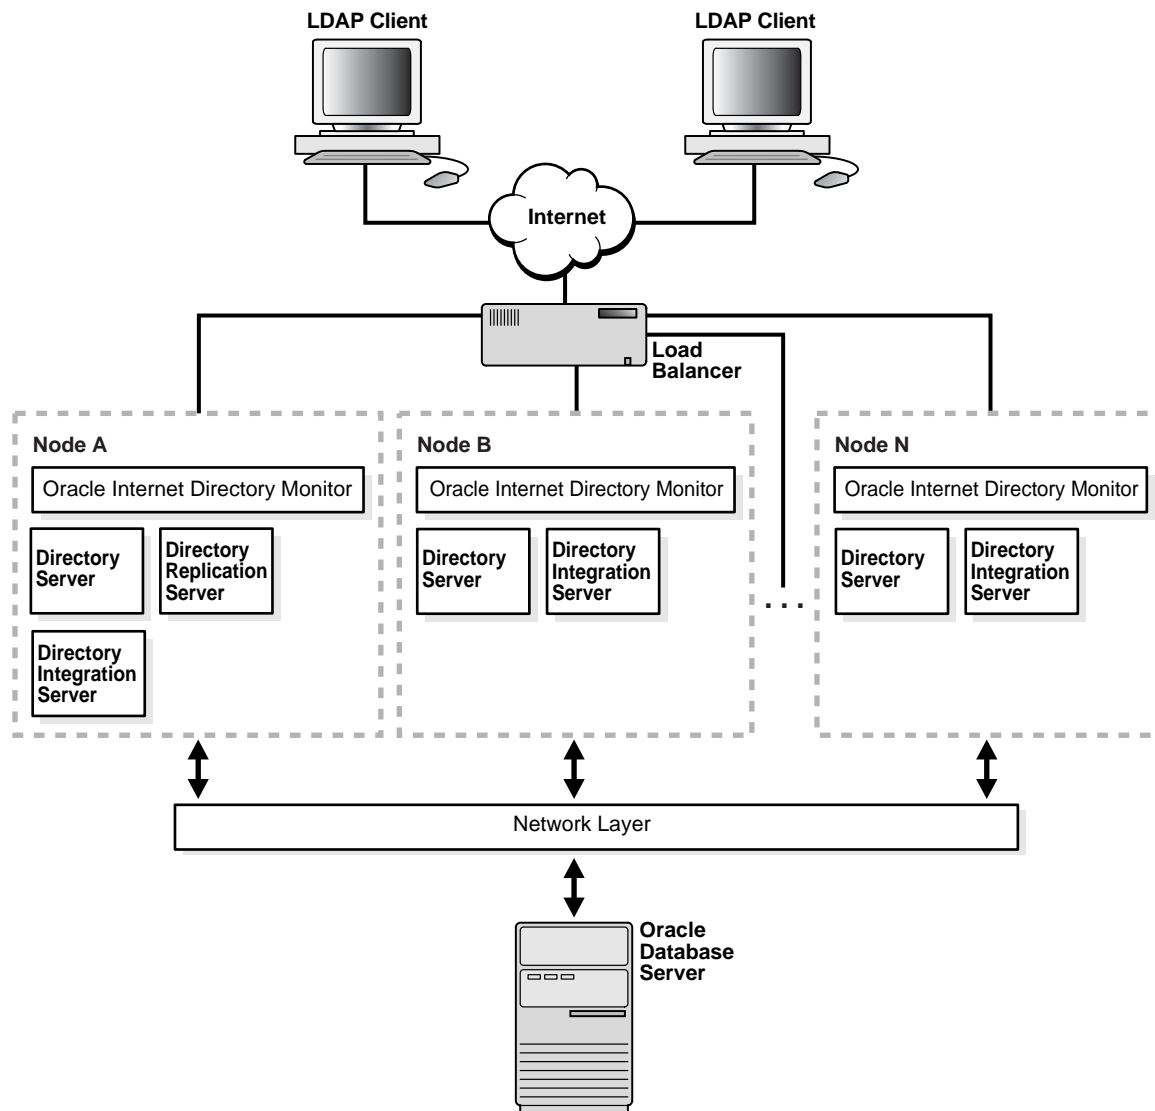 LDAP Client
LDAP Client
Internet
Load
Balancer
Node A
Oracle Internet Directory Monitor
Directory
Server
Directory
Replication
Server
Directory
Integration
Server
Node B
Oracle Internet Directory Monitor
Directory
Server
Directory
Integration
Server
. . .
Node N
Oracle Internet Directory Monitor
Directory
Server
Directory
Integration
Server
Network Layer
Oracle
Database
Server